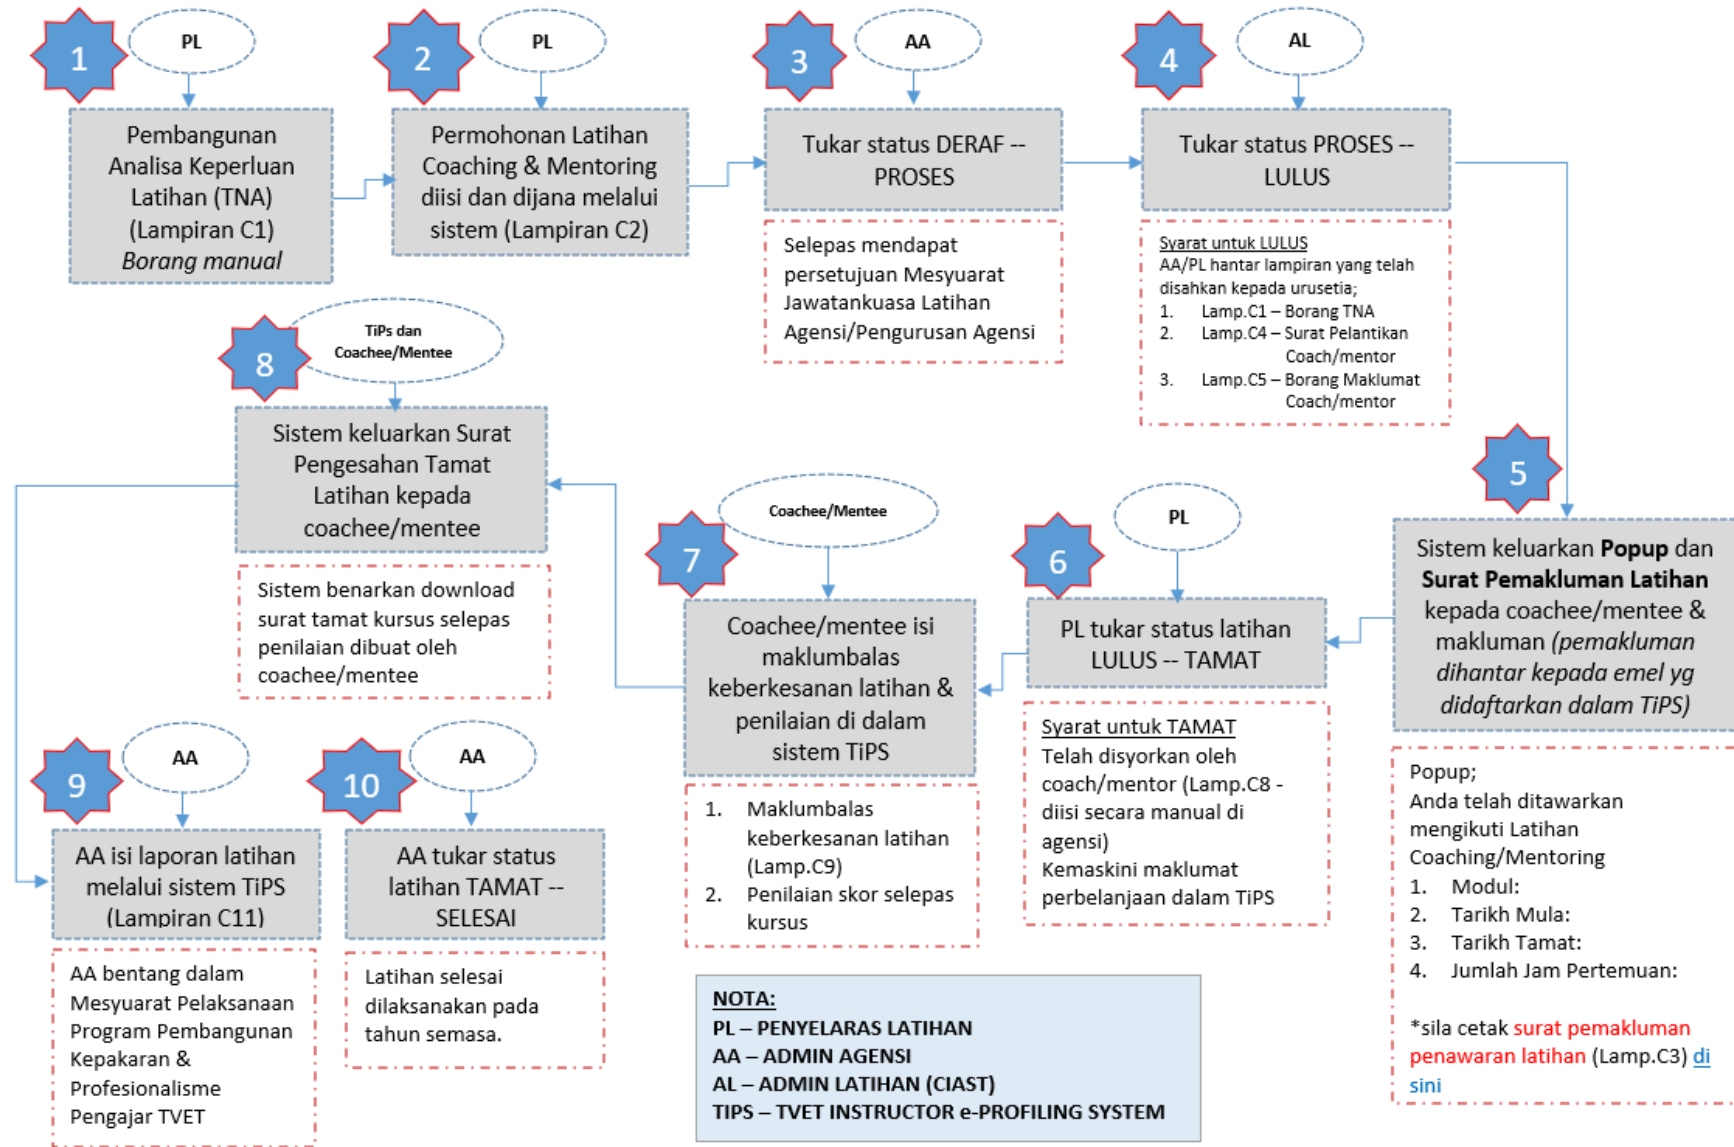 1
PL
Pembangunan
Analisa Keperluan
Latihan (TNA)
(Lampiran C1)
Borang manual
2
PL
Permohonan Latihan
Coaching & Mentoring
diisi dan dijana melalui
sistem (Lampiran C2)
3
AA
Tukar status DERAF --
PROSES
Selepas mendapat
persetujuan Mesyuarat
Jawatankuasa Latihan
Agensi/Pengurusan Agensi
4
AL
Tukar status PROSES --
LULUS
Syarat untuk LULUS
AA/PL hantar lampiran yang telah
disahkan kepada urusetia;
1. Lamp.C1 – Borang TNA
2. Lamp.C4 – Surat Pelantikan
Coach/mentor
3. Lamp.C5 – Borang Maklumat
Coach/mentor
5
Sistem keluarkan Popup dan
Surat Pemakluman Latihan
kepada coachee/mentee &
makluman (pemakluman
dihantar kepada emel yg
didaftarkan dalam TiPS)
Popup;
Anda telah ditawarkan
mengikuti Latihan
Coaching/Mentoring
1. Modul:
2. Tarikh Mula:
3. Tarikh Tamat:
4. Jumlah Jam Pertemuan:
*sila cetak surat pemakluman
penawaran latihan (Lamp.C3) di
sini
6
PL
PL tukar status latihan
LULUS -- TAMAT
Syarat untuk TAMAT
Telah disyorkan oleh
coach/mentor (Lamp.C8 -
diisi secara manual di
agensi)
Kemaskini maklumat
perbelanjaan dalam TiPS
7
Coachee/Mentee
Coachee/mentee isi
maklumbalas
keberkesanan latihan &
penilaian di dalam
sistem TiPS
1. Maklumbalas
keberkesanan latihan
(Lamp.C9)
2. Penilaian skor selepas
kursus
8
TiPs dan
Coachee/Mentee
Sistem keluarkan Surat
Pengesahan Tamat
Latihan kepada
coachee/mentee
Sistem benarkan download
surat tamat kursus selepas
penilaian dibuat oleh
coachee/mentee
9
AA
AA isi laporan latihan
melalui sistem TiPS
(Lampiran C11)
AA bentang dalam
Mesyuarat Pelaksanaan
Program Pembangunan
Kepakaran &
Profesionalisme
Pengajar TVET
10
AA
AA tukar status
latihan TAMAT --
SELESAI
Latihan selesai
dilaksanakan pada
tahun semasa.
NOTA:
PL – PENYELARAS LATIHAN
AA – ADMIN AGENSI
AL – ADMIN LATIHAN (CIAST)
TIPS – TVET INSTRUCTOR e-PROFILING SYSTEM